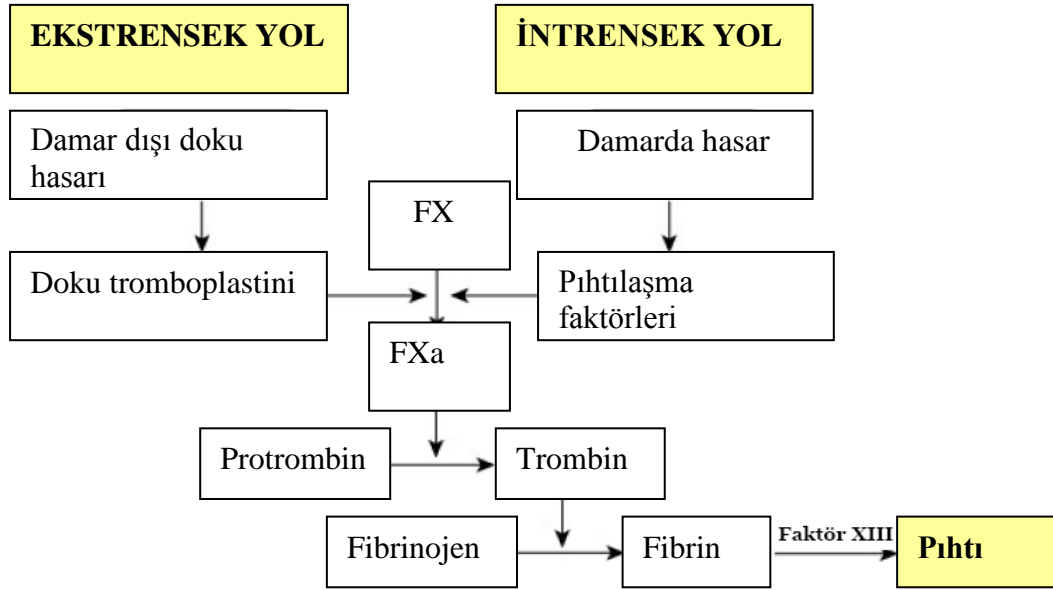 EKSTRENSEK YOL
İNTRENSEK YOL
Damar dışı doku
hasarı
Damarda hasar
FX
Doku tromboplastini
Pıhtılaşma
faktörleri
FXa
Protrombin
Trombin
Fibrinojen
Fibrin
Faktör XIII
Pıhtı